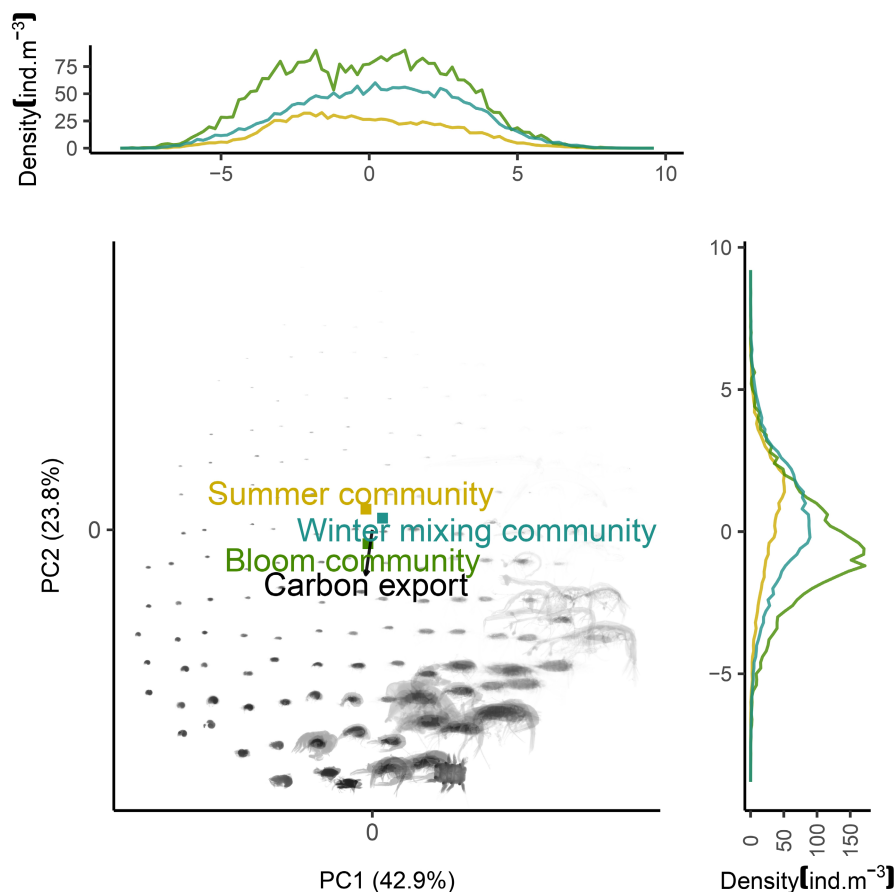 Density(ind.m⁻³)
75
50
25
0
−5
0
5
10
PC2 (23.8%)
0
Summer community
Winter mixing community
Bloom community
Carbon export
0
PC1 (42.9%)
10
5
0
−5
0
50
100
150
Density(ind.m⁻³)